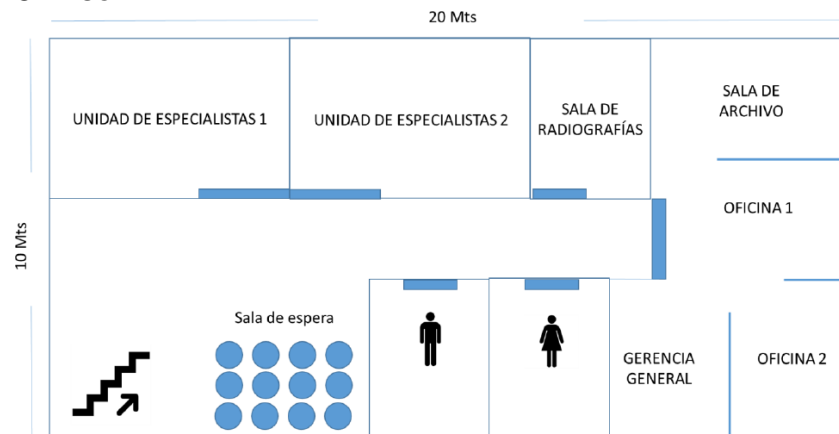 20 Mts
UNIDAD DE ESPECIALISTAS 1
UNIDAD DE ESPECIALISTAS 2
SALA DE
RADIOGRAFÍAS
SALA DE
ARCHIVO
OFICINA 1
10 Mts
Sala de espera
GERENCIA
GENERAL
OFICINA 2